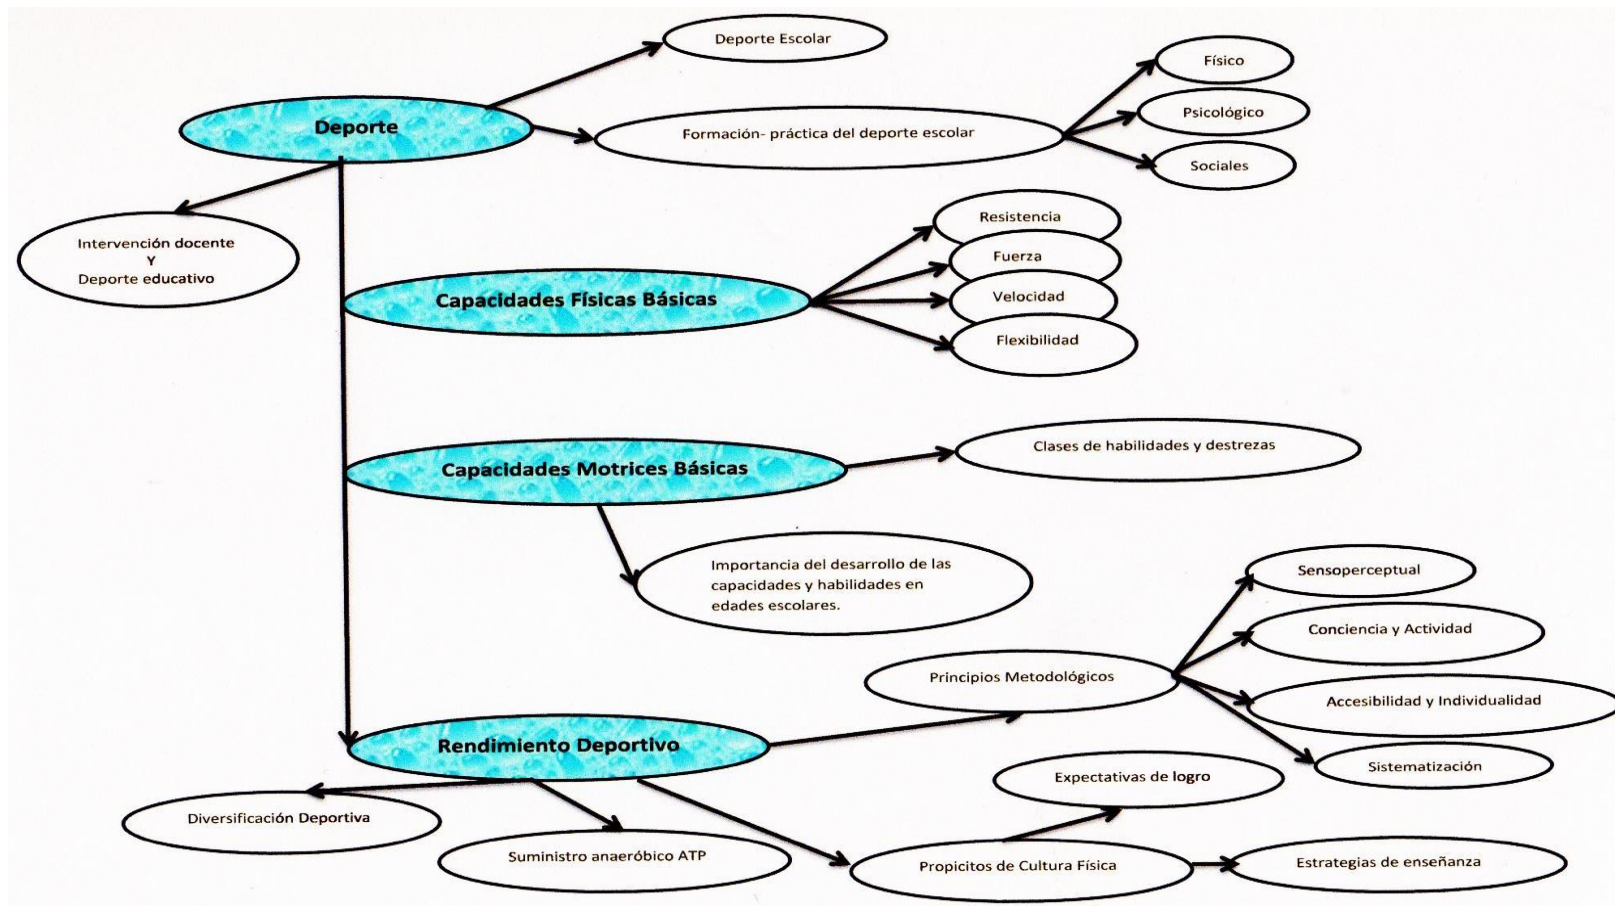 Deporte Escolar
Físico
Deporte
Formación- práctica del deporte escolar
Psicológico
Sociales
Intervención docente
Y
Deporte educativo
Resistencia
Fuerza
Capacidades Físicas Básicas
Velocidad
Flexibilidad
Capacidades Motrices Básicas
Clases de habilidades y destrezas
Importancia del desarrollo de las
capacidades y habilidades en
edades escolares.
Sensoperceptual
Conciencia y Actividad
Principios Metodológicos
Accesibilidad y Individualidad
Rendimiento Deportivo
Sistematización
Expectativas de logro
Diversificación Deportiva
Suministro anaeróbico ATP
Propicitos de Cultura Física
Estrategias de enseñanza